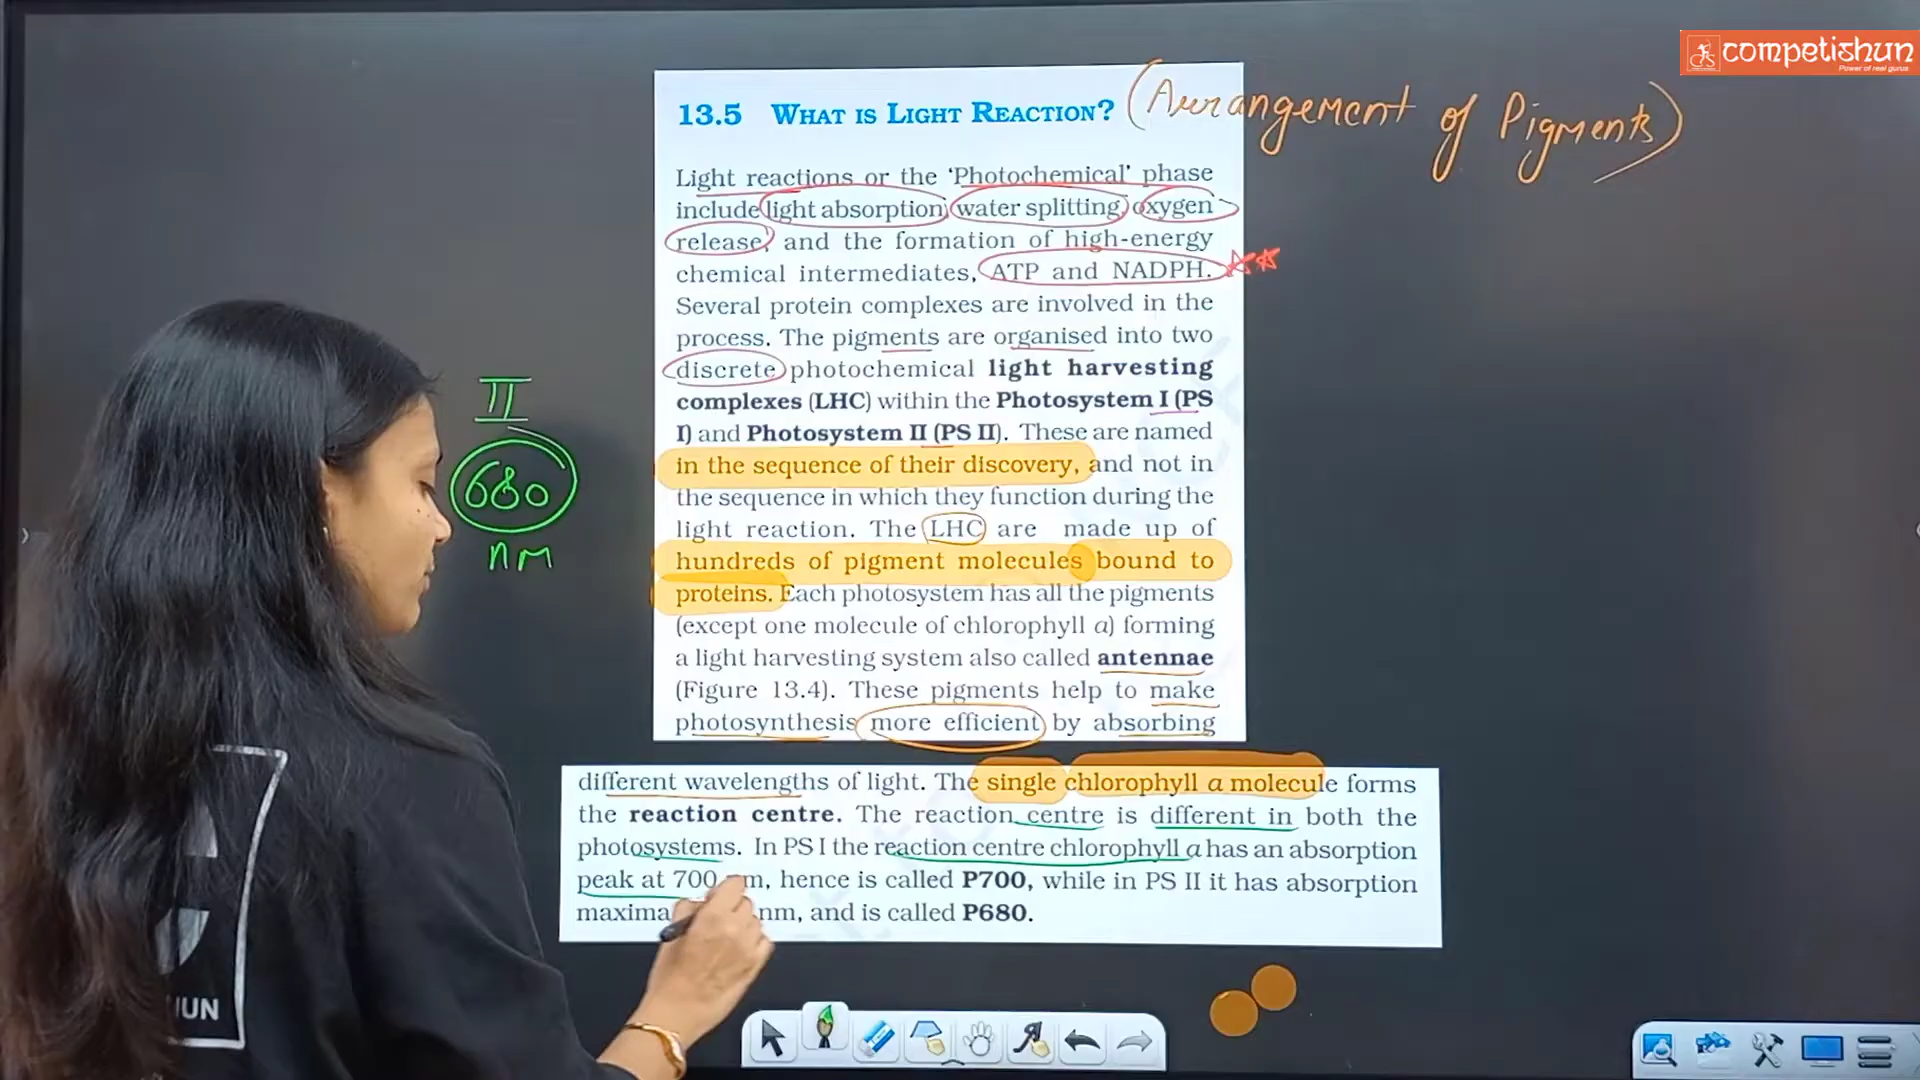 competishun
Power of real gurus
13.5 WHAT IS LIGHT REACTION? (Arrangement of Pigments)
Light reactions or the ‘Photochemical’ phase
include light absorption, water splitting, oxygen
release, and the formation of high-energy
chemical intermediates, ATP and NADPH.
Several protein complexes are involved in the
process. The pigments are organised into two
discrete photochemical light harvesting
complexes (LHC) within the Photosystem I (PS
I) and Photosystem II (PS II). These are named
in the sequence of their discovery, and not in
the sequence in which they function during the
light reaction. The LHC are made up of
hundreds of pigment molecules bound to
proteins. Each photosystem has all the pigments
(except one molecule of chlorophyll a) forming
a light harvesting system also called antennae
(Figure 13.4). These pigments help to make
photosynthesis more efficient by absorbing
different wavelengths of light. The single chlorophyll a molecule forms
the reaction centre. The reaction centre is different in both the
photosystems. In PS I the reaction centre chlorophyll a has an absorption
peak at 700 nm, hence is called P700, while in PS II it has absorption
maxima nm, and is called P680.
II
680
nm
HUN